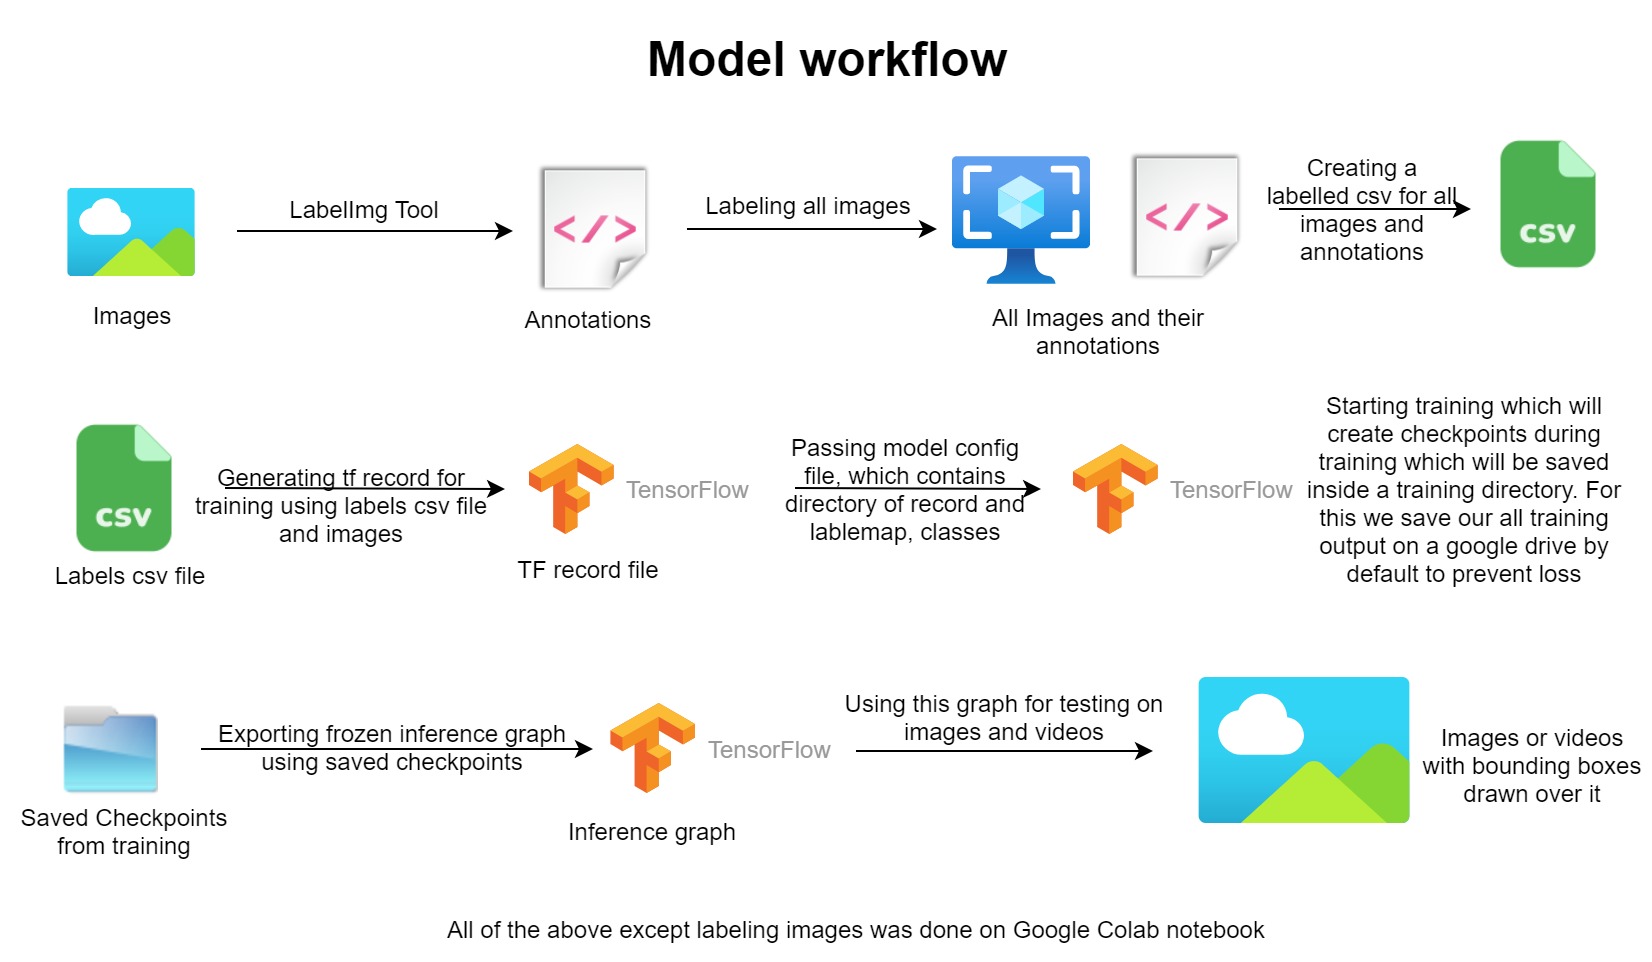 Model workflow
LabelImg Tool
Labeling all images
Creating a
labelled csv for all
images and
annotations
</>
</>
CSV
Images
Annotations
All Images and their
annotations
CSV
Labels csv file
Generating tf record for
training using labels csv file
and images
TensorFlow
TF record file
Passing model config
file, which contains
directory of record and
lablemap, classes
TensorFlow
Starting training which will
create checkpoints during
training which will be saved
inside a training directory. For
this we save our all training
output on a google drive by
default to prevent loss
Saved Checkpoints
from training
Exporting frozen inference graph
using saved checkpoints
TensorFlow
Inference graph
Using this graph for testing on
images and videos
Images or videos
with bounding boxes
drawn over it
All of the above except labeling images was done on Google Colab notebook